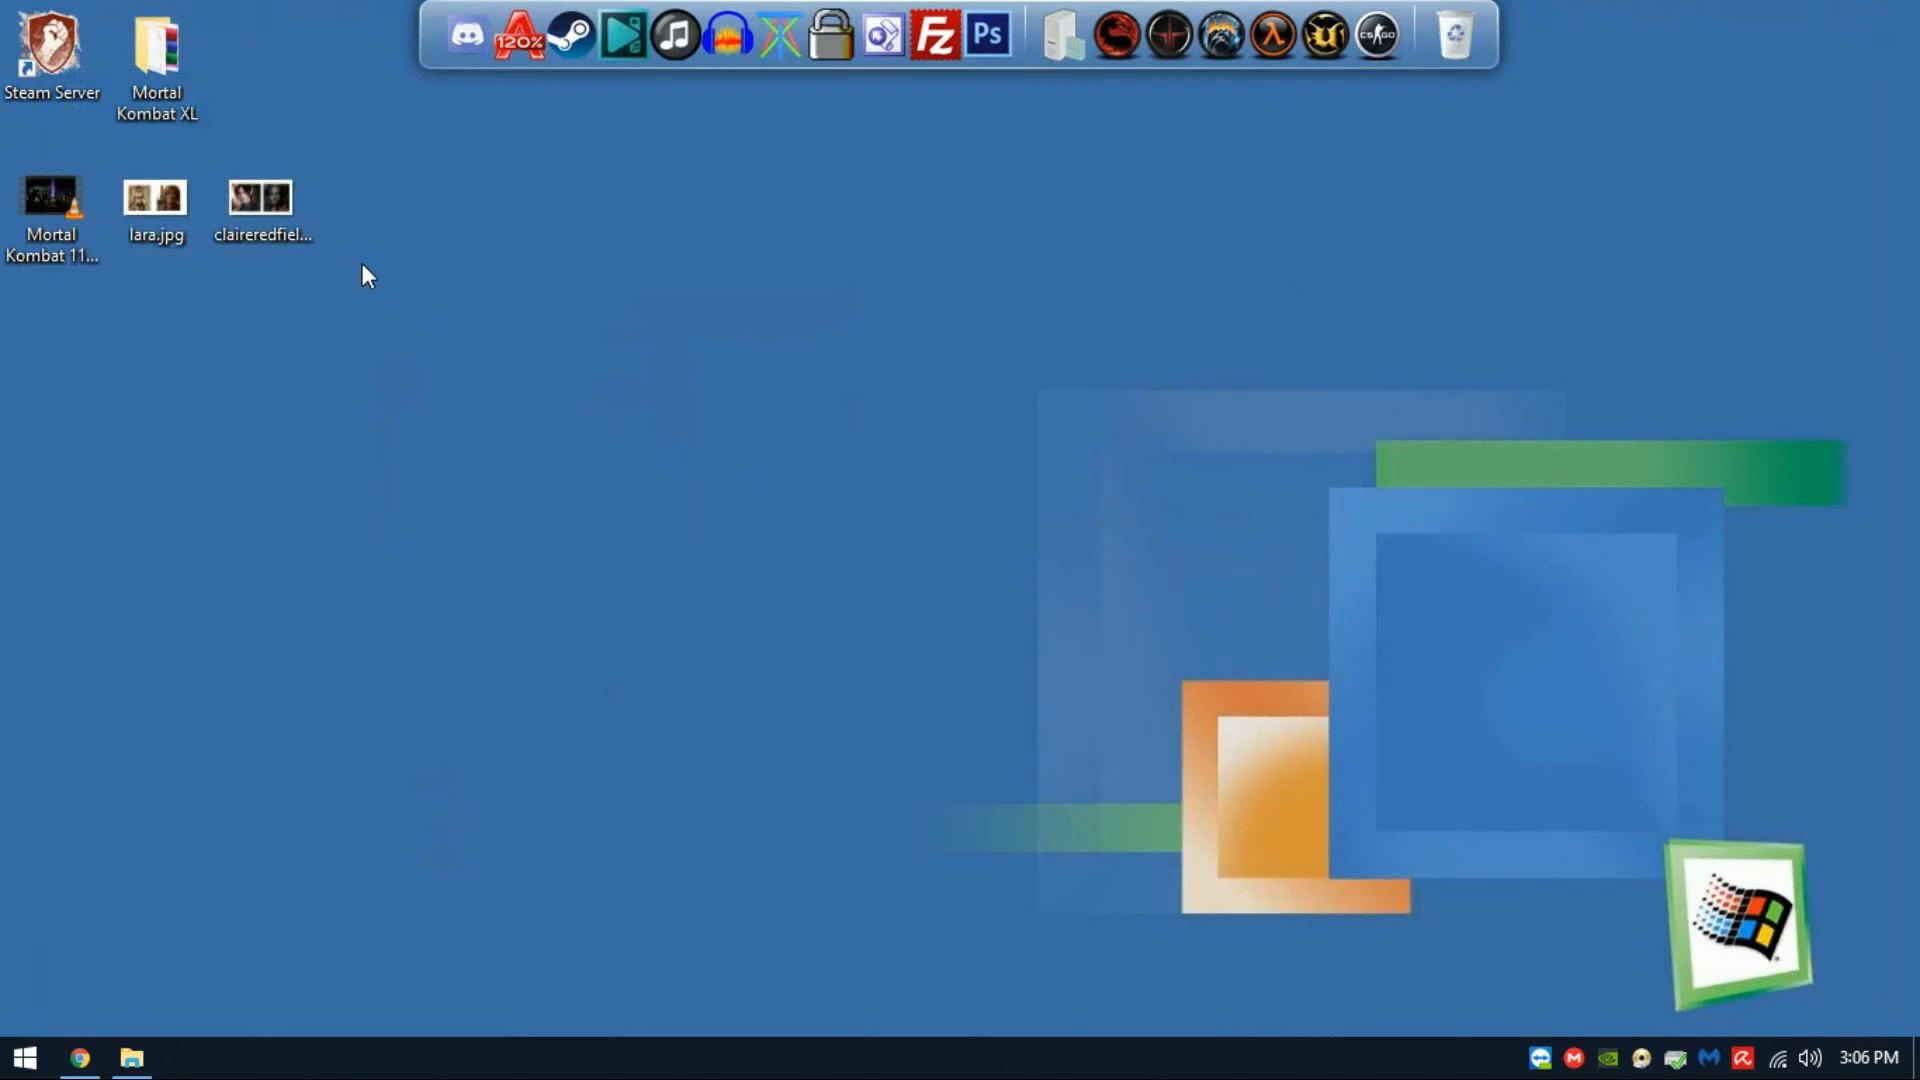 120%
Fz
Ps
CS GO
Steam Server
Mortal
Kombat XL
Mortal
Kombat 11...
lara.jpg
claireredfiel...
3:06 PM